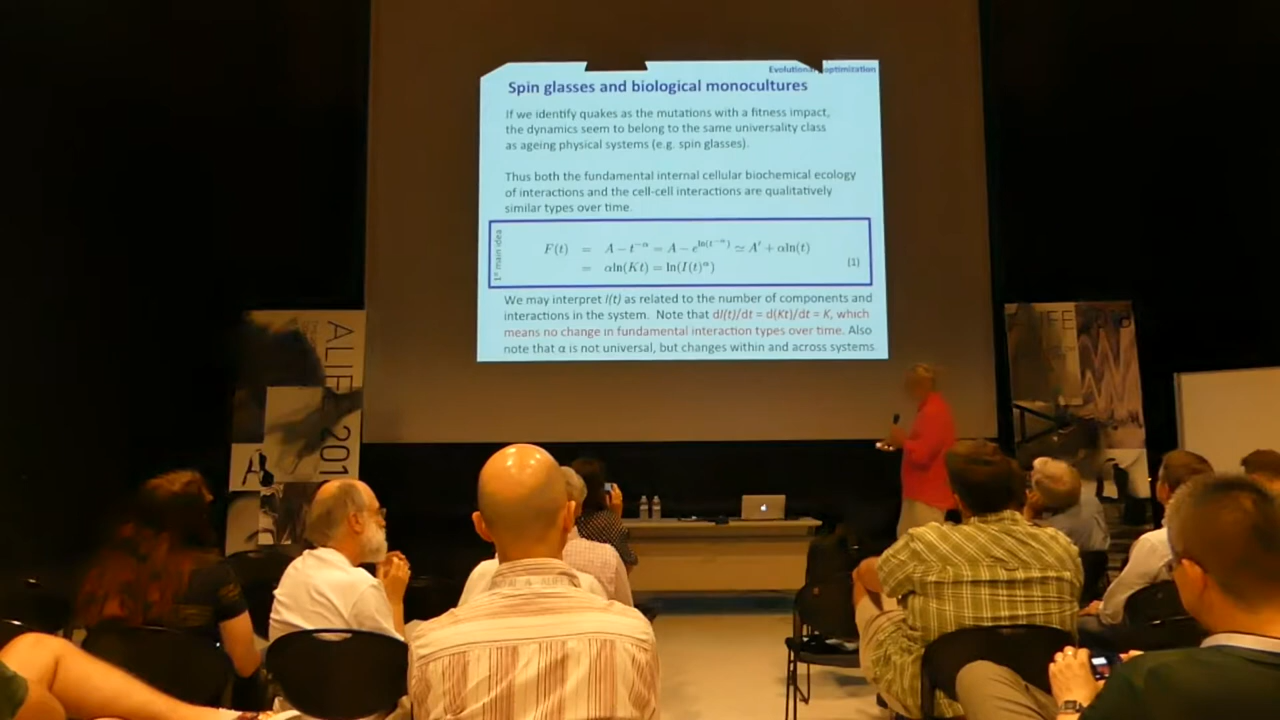 Evolutionary optimization
Spin glasses and biological monocultures
If we identify quakes as the mutations with a fitness impact,
the dynamics seem to belong to the same universality class
as ageing physical systems (e.g. spin glasses).
Thus both the fundamental internal cellular biochemical ecology
of interactions and the cell-cell interactions are qualitatively
similar types over time.
1st main idea
F(t) = A − t^−α = A − e^ln(t^−α) ≃ A′ + αln(t)
= αln(Kt) = ln(I(t)^α)
(1)
We may interpret I(t) as related to the number of components and
interactions in the system. Note that dI(t)/dt = d(Kt)/dt = K, which
means no change in fundamental interaction types over time. Also
note that α is not universal, but changes within and across systems
ALIFE 201
ALIFE 2018